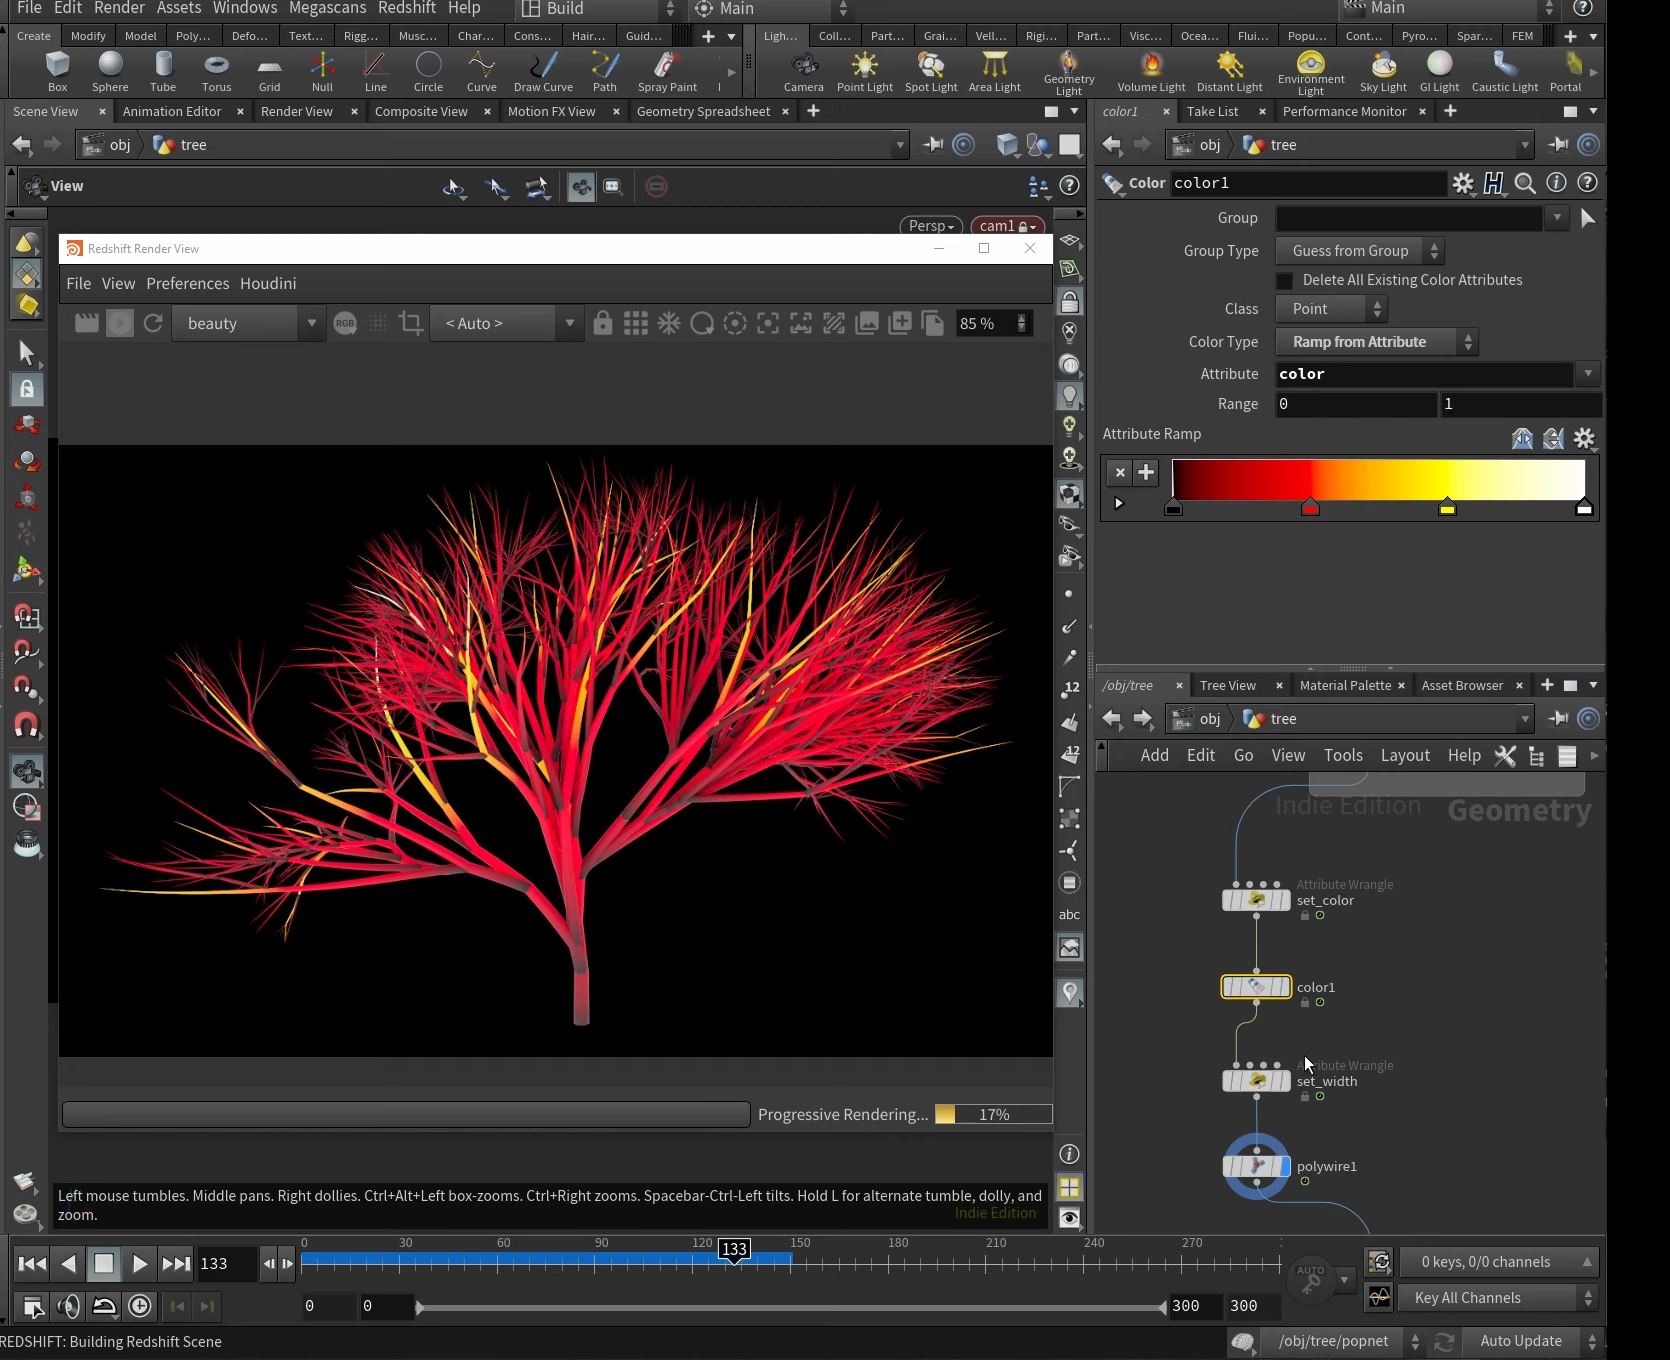 File Edit Render Assets Windows Megascans Redshift Help Build Main Main
Create Modify Model Poly... Defo... Text... Rigg... Musc... Char... Cons... Hair... Guid... Ligh... Coll... Part... Grai... Vell... Rigi... Part... Visc... Ocea... Flui... Popu... Cont... Pyro... Spar... FEM
Box Sphere Tube Torus Grid Null Line Circle Curve Draw Curve Path Spray Paint Camera Point Light Spot Light Area Light Geometry Light Volume Light Distant Light Environment Light Sky Light GI Light Caustic Light Portal
Scene View Animation Editor Render View Composite View Motion FX View Geometry Spreadsheet color1 Take List Performance Monitor
obj tree obj tree
View
Color color1
Persp cam1
Redshift Render View
File View Preferences Houdini
beauty RGB < Auto > 85 %
Group
Group Type Guess from Group
Delete All Existing Color Attributes
Class Point
Color Type Ramp from Attribute
Attribute color
Range 0 1
Attribute Ramp
12
12
abc
/obj/tree Tree View Material Palette Asset Browser
obj tree
Add Edit Go View Tools Layout Help
Indie Edition Geometry
Attribute Wrangle
set_color
color1
set_width
polywire1
Progressive Rendering... 17%
Left mouse tumbles. Middle pans. Right dollies. Ctrl+Alt+Left box-zooms. Ctrl+Right zooms. Spacebar-Ctrl-Left tilts. Hold L for alternate tumble, dolly, and
zoom.
Indie Edition
133 0 30 60 90 120 133 150 180 210 240 270
AUTO
0 keys, 0/0 channels
0 0 300 300 Key All Channels
REDSHIFT: Building Redshift Scene /obj/tree/popnet Auto Update